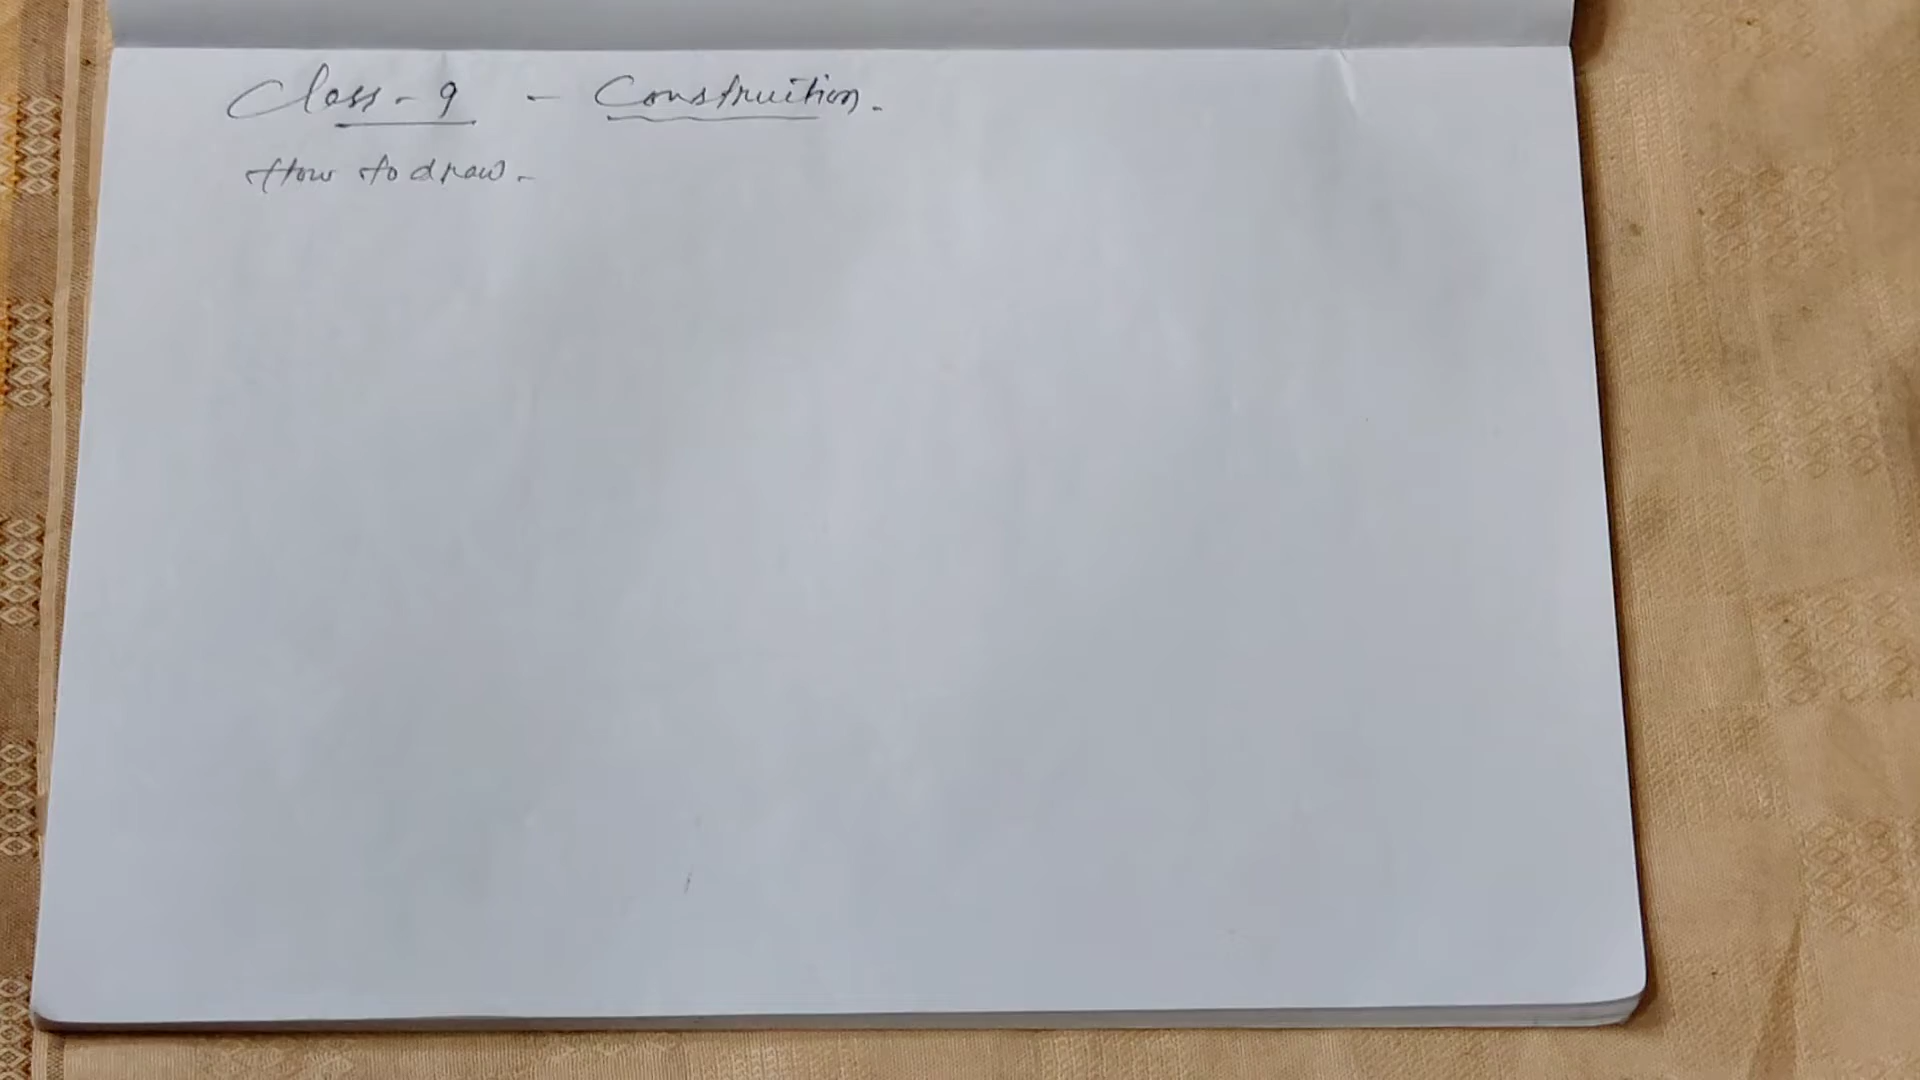 Class - 9 - Construction.
How to draw -